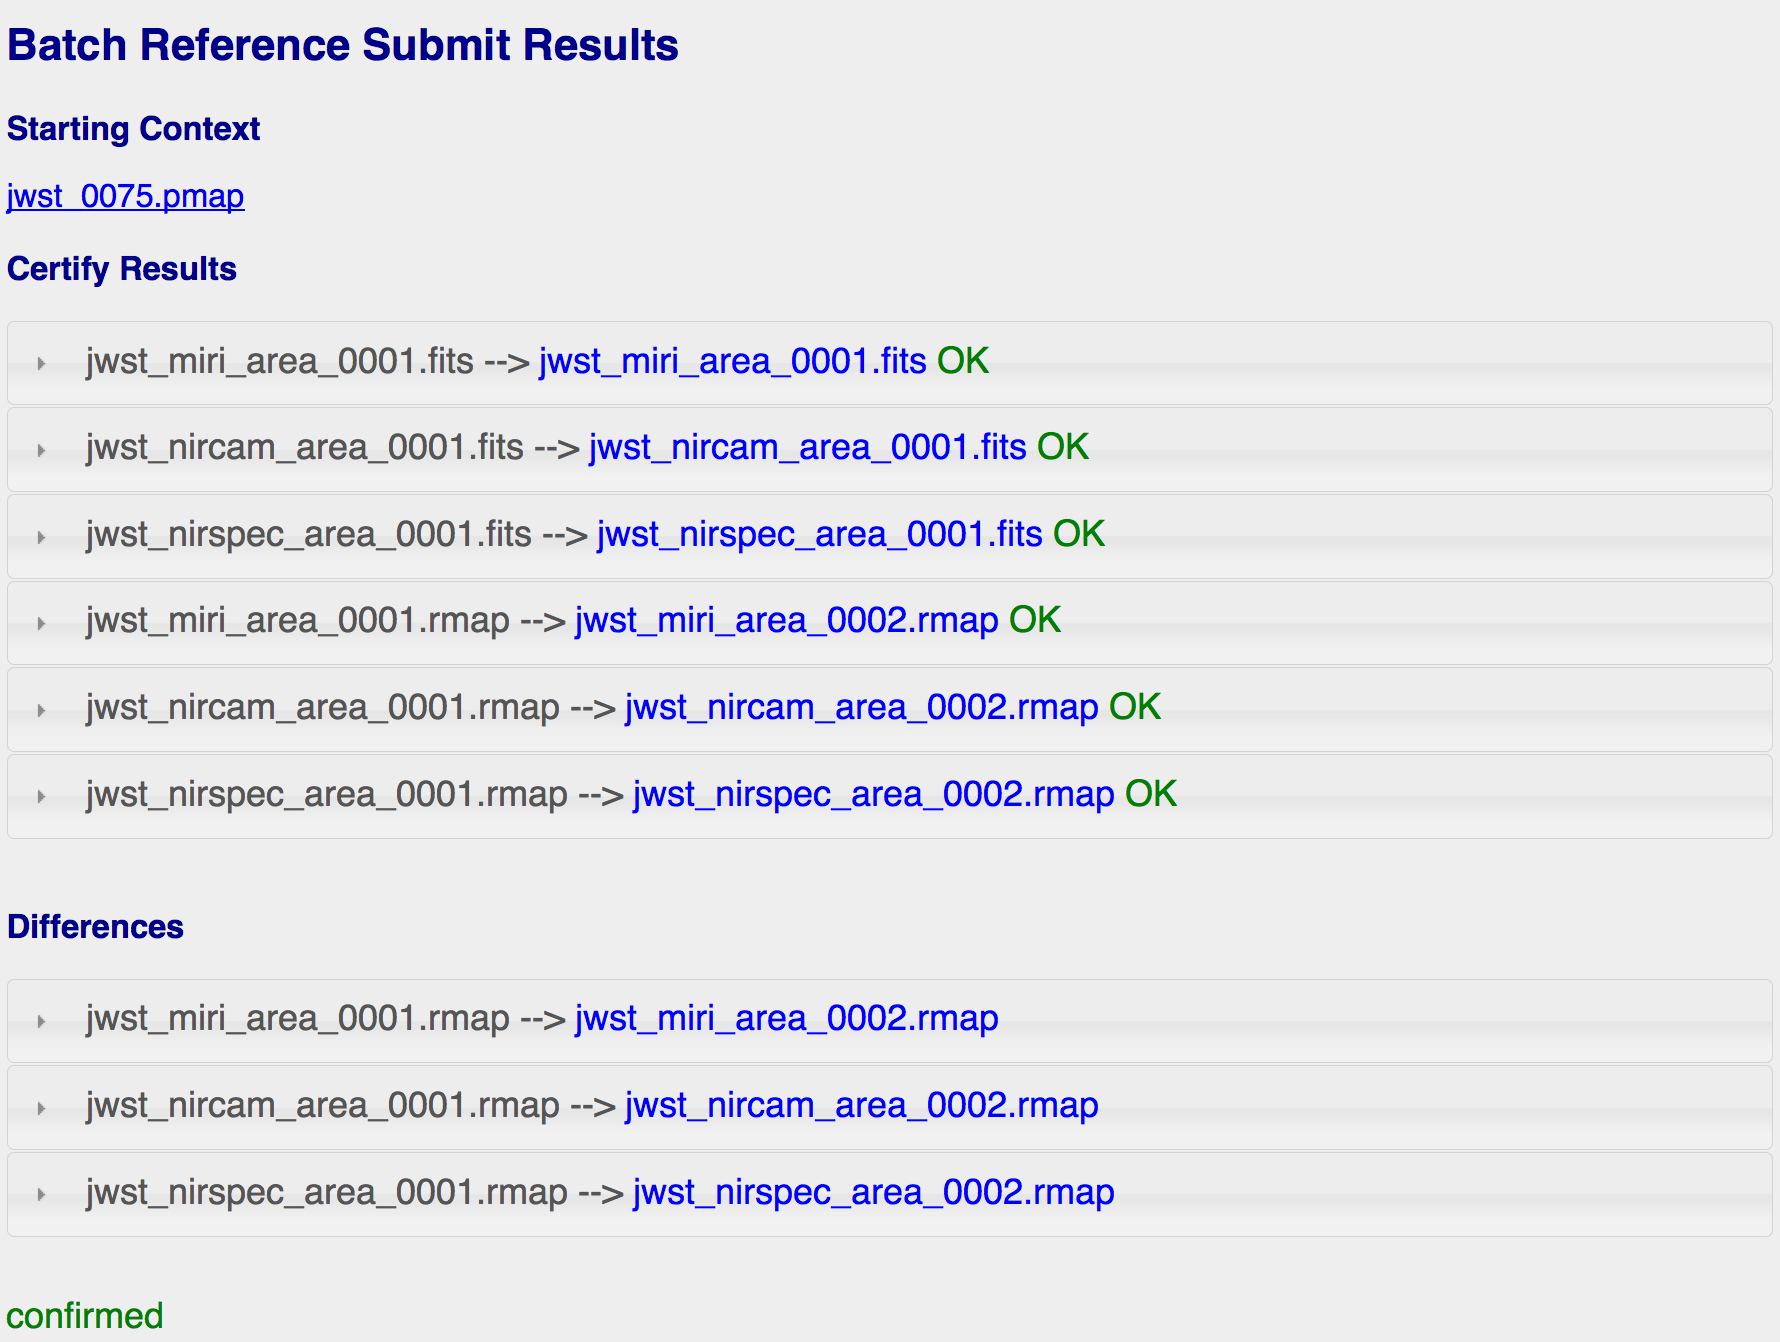 Batch Reference Submit Results
Starting Context
jwst_0075.pmap
Certify Results
jwst_miri_area_0001.fits --> jwst_miri_area_0001.fits OK
jwst_nircam_area_0001.fits --> jwst_nircam_area_0001.fits OK
jwst_nirspec_area_0001.fits --> jwst_nirspec_area_0001.fits OK
jwst_miri_area_0001.rmap --> jwst_miri_area_0002.rmap OK
jwst_nircam_area_0001.rmap --> jwst_nircam_area_0002.rmap OK
jwst_nirspec_area_0001.rmap --> jwst_nirspec_area_0002.rmap OK
Differences
jwst_miri_area_0001.rmap --> jwst_miri_area_0002.rmap
jwst_nircam_area_0001.rmap --> jwst_nircam_area_0002.rmap
jwst_nirspec_area_0001.rmap --> jwst_nirspec_area_0002.rmap
confirmed